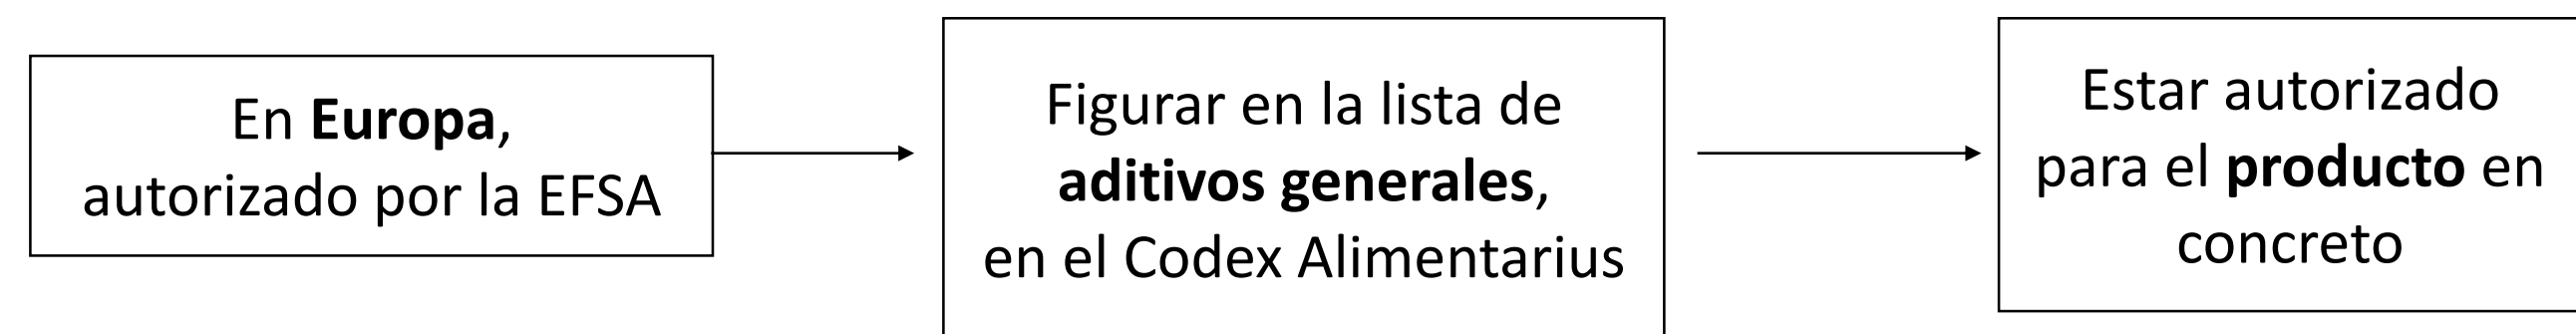 En Europa,
autorizado por la EFSA
Figurar en la lista de
aditivos generales,
en el Codex Alimentarius
Estar autorizado
para el producto en
concreto